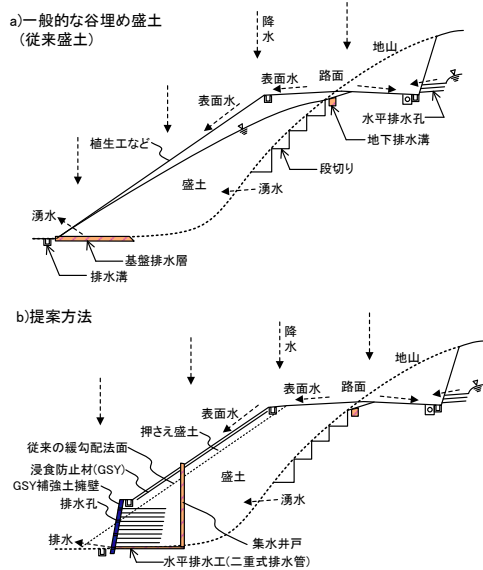 a)一般的な谷埋め盛土
(従来盛土)
降水
地山
表面水
路面
表面水
水平排水孔
植生工など
地下排水溝
段切り
盛土
湧水
湧水
基盤排水層
排水溝
b)提案方法
降水
地山
表面水
路面
表面水
押さえ盛土
従来の緩勾配法面
浸食防止材(GSY)
盛土
GSY補強土擁壁
排水孔
湧水
排水
集水井戸
水平排水工(二重式排水管)